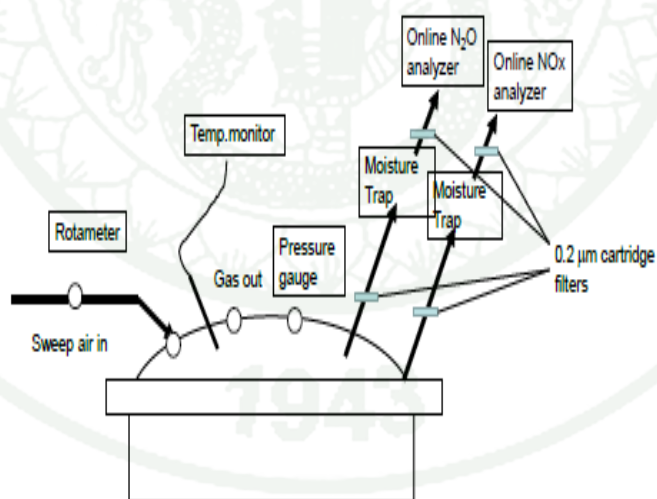 Online N₂O
analyzer
Online NOx
analyzer
Temp.monitor
Moisture
Trap
Moisture
Trap
Rotameter
Pressure
gauge
Gas out
0.2 µm cartridge
filters
Sweep air in
1943